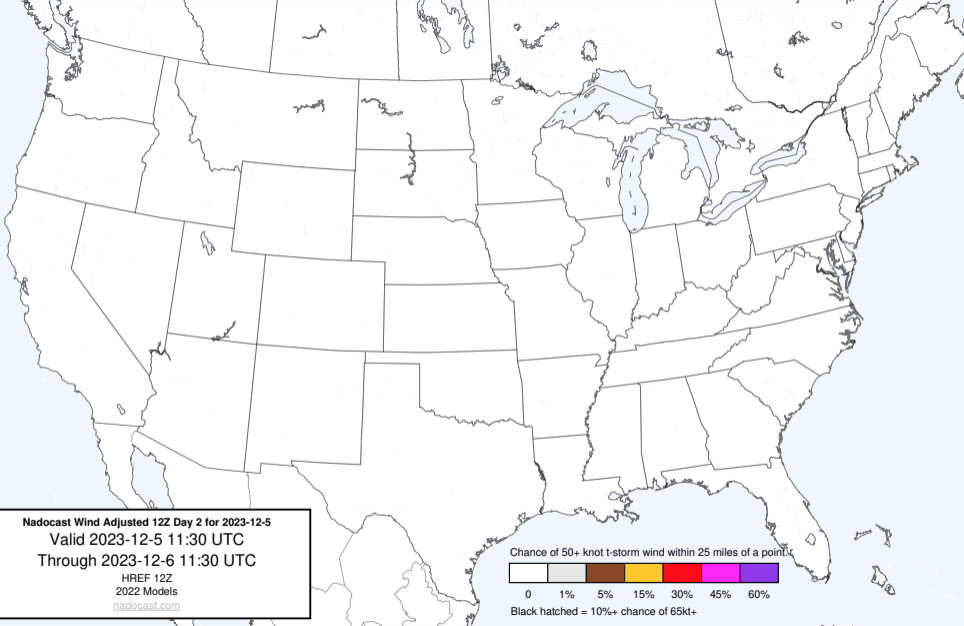 Nadocast Wind Adjusted 12Z Day 2 for 2023-12-5
Valid 2023-12-5 11:30 UTC
Through 2023-12-6 11:30 UTC
HREF 12Z
2022 Models
nadocast.com
Chance of 50+ knot t-storm wind within 25 miles of a point.
0 1% 5% 15% 30% 45% 60%
Black hatched = 10%+ chance of 65kt+